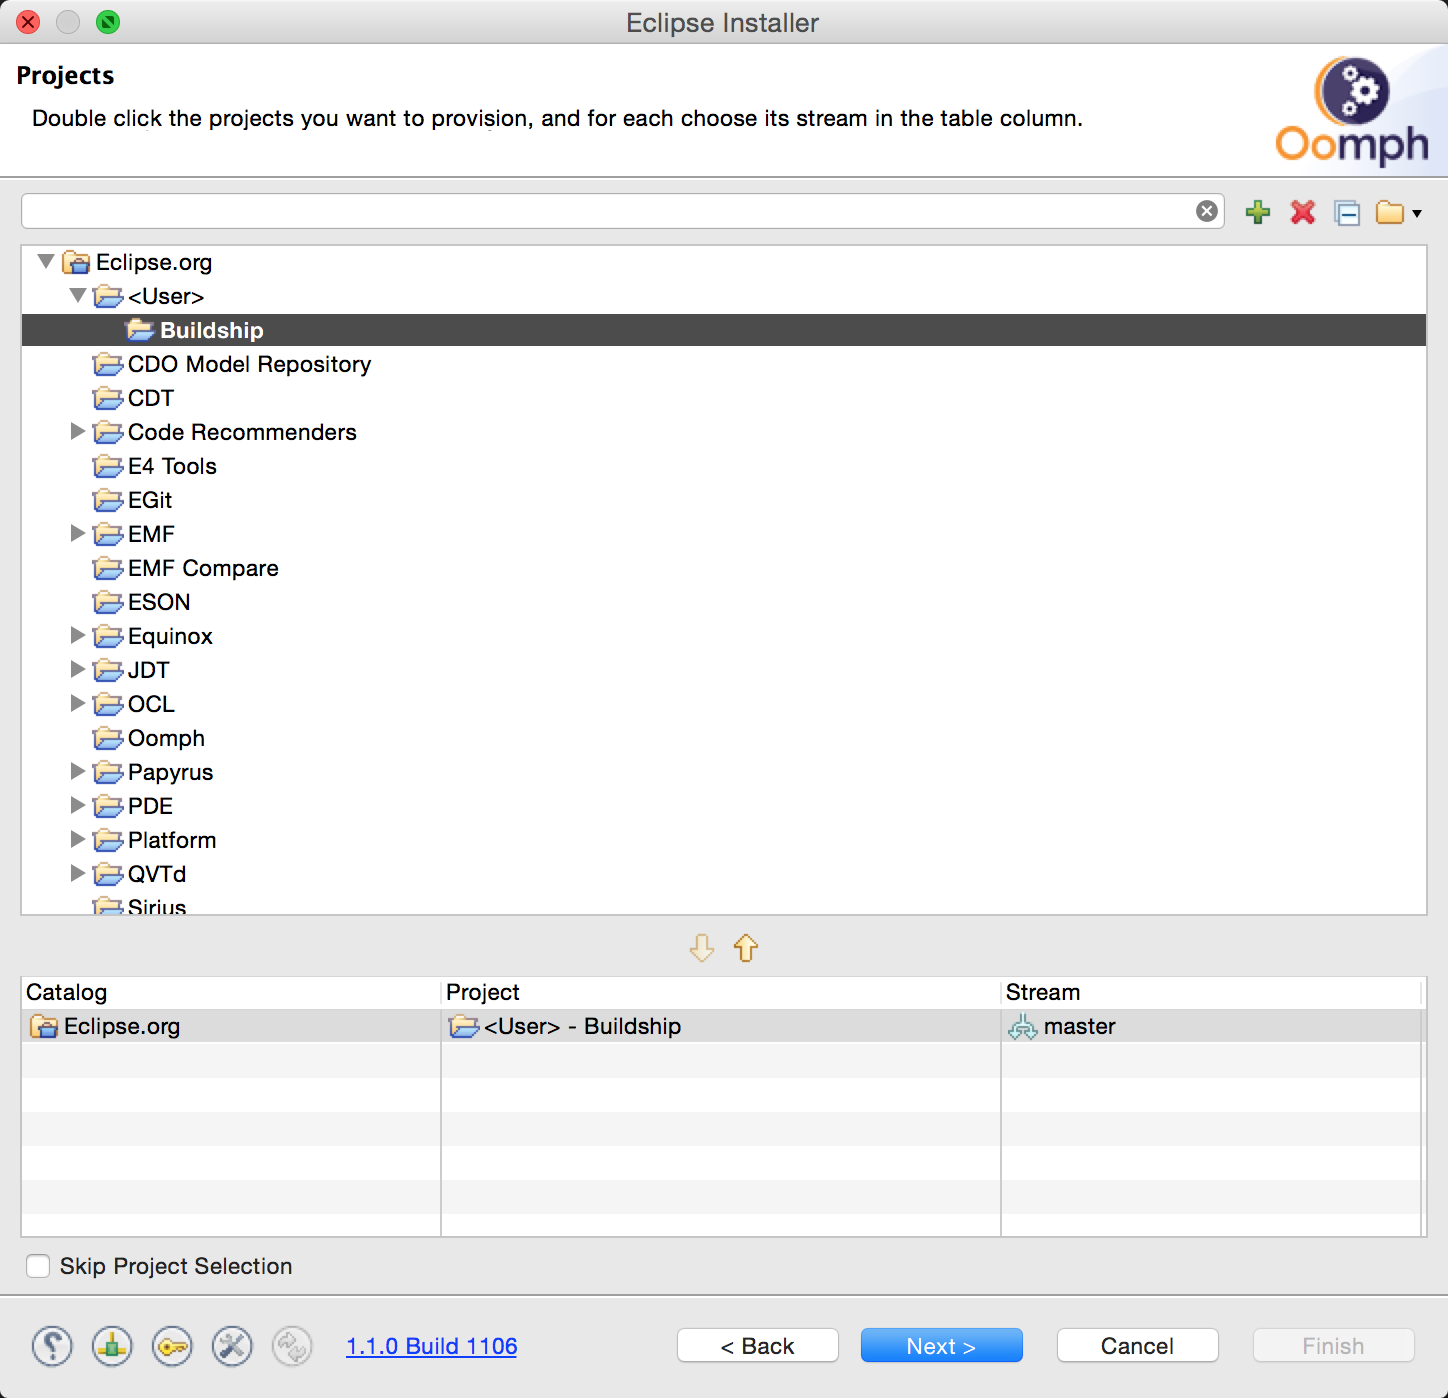 Eclipse Installer
Projects
Double click the projects you want to provision, and for each choose its stream in the table column.
Oomph
Eclipse.org
<User>
Buildship
CDO Model Repository
CDT
Code Recommenders
E4 Tools
EGit
EMF
EMF Compare
ESON
Equinox
JDT
OCL
Oomph
Papyrus
PDE
Platform
QVTd
Sirius
Catalog Project Stream
Eclipse.org <User> - Buildship master
Skip Project Selection
1.1.0 Build 1106 < Back Next > Cancel Finish